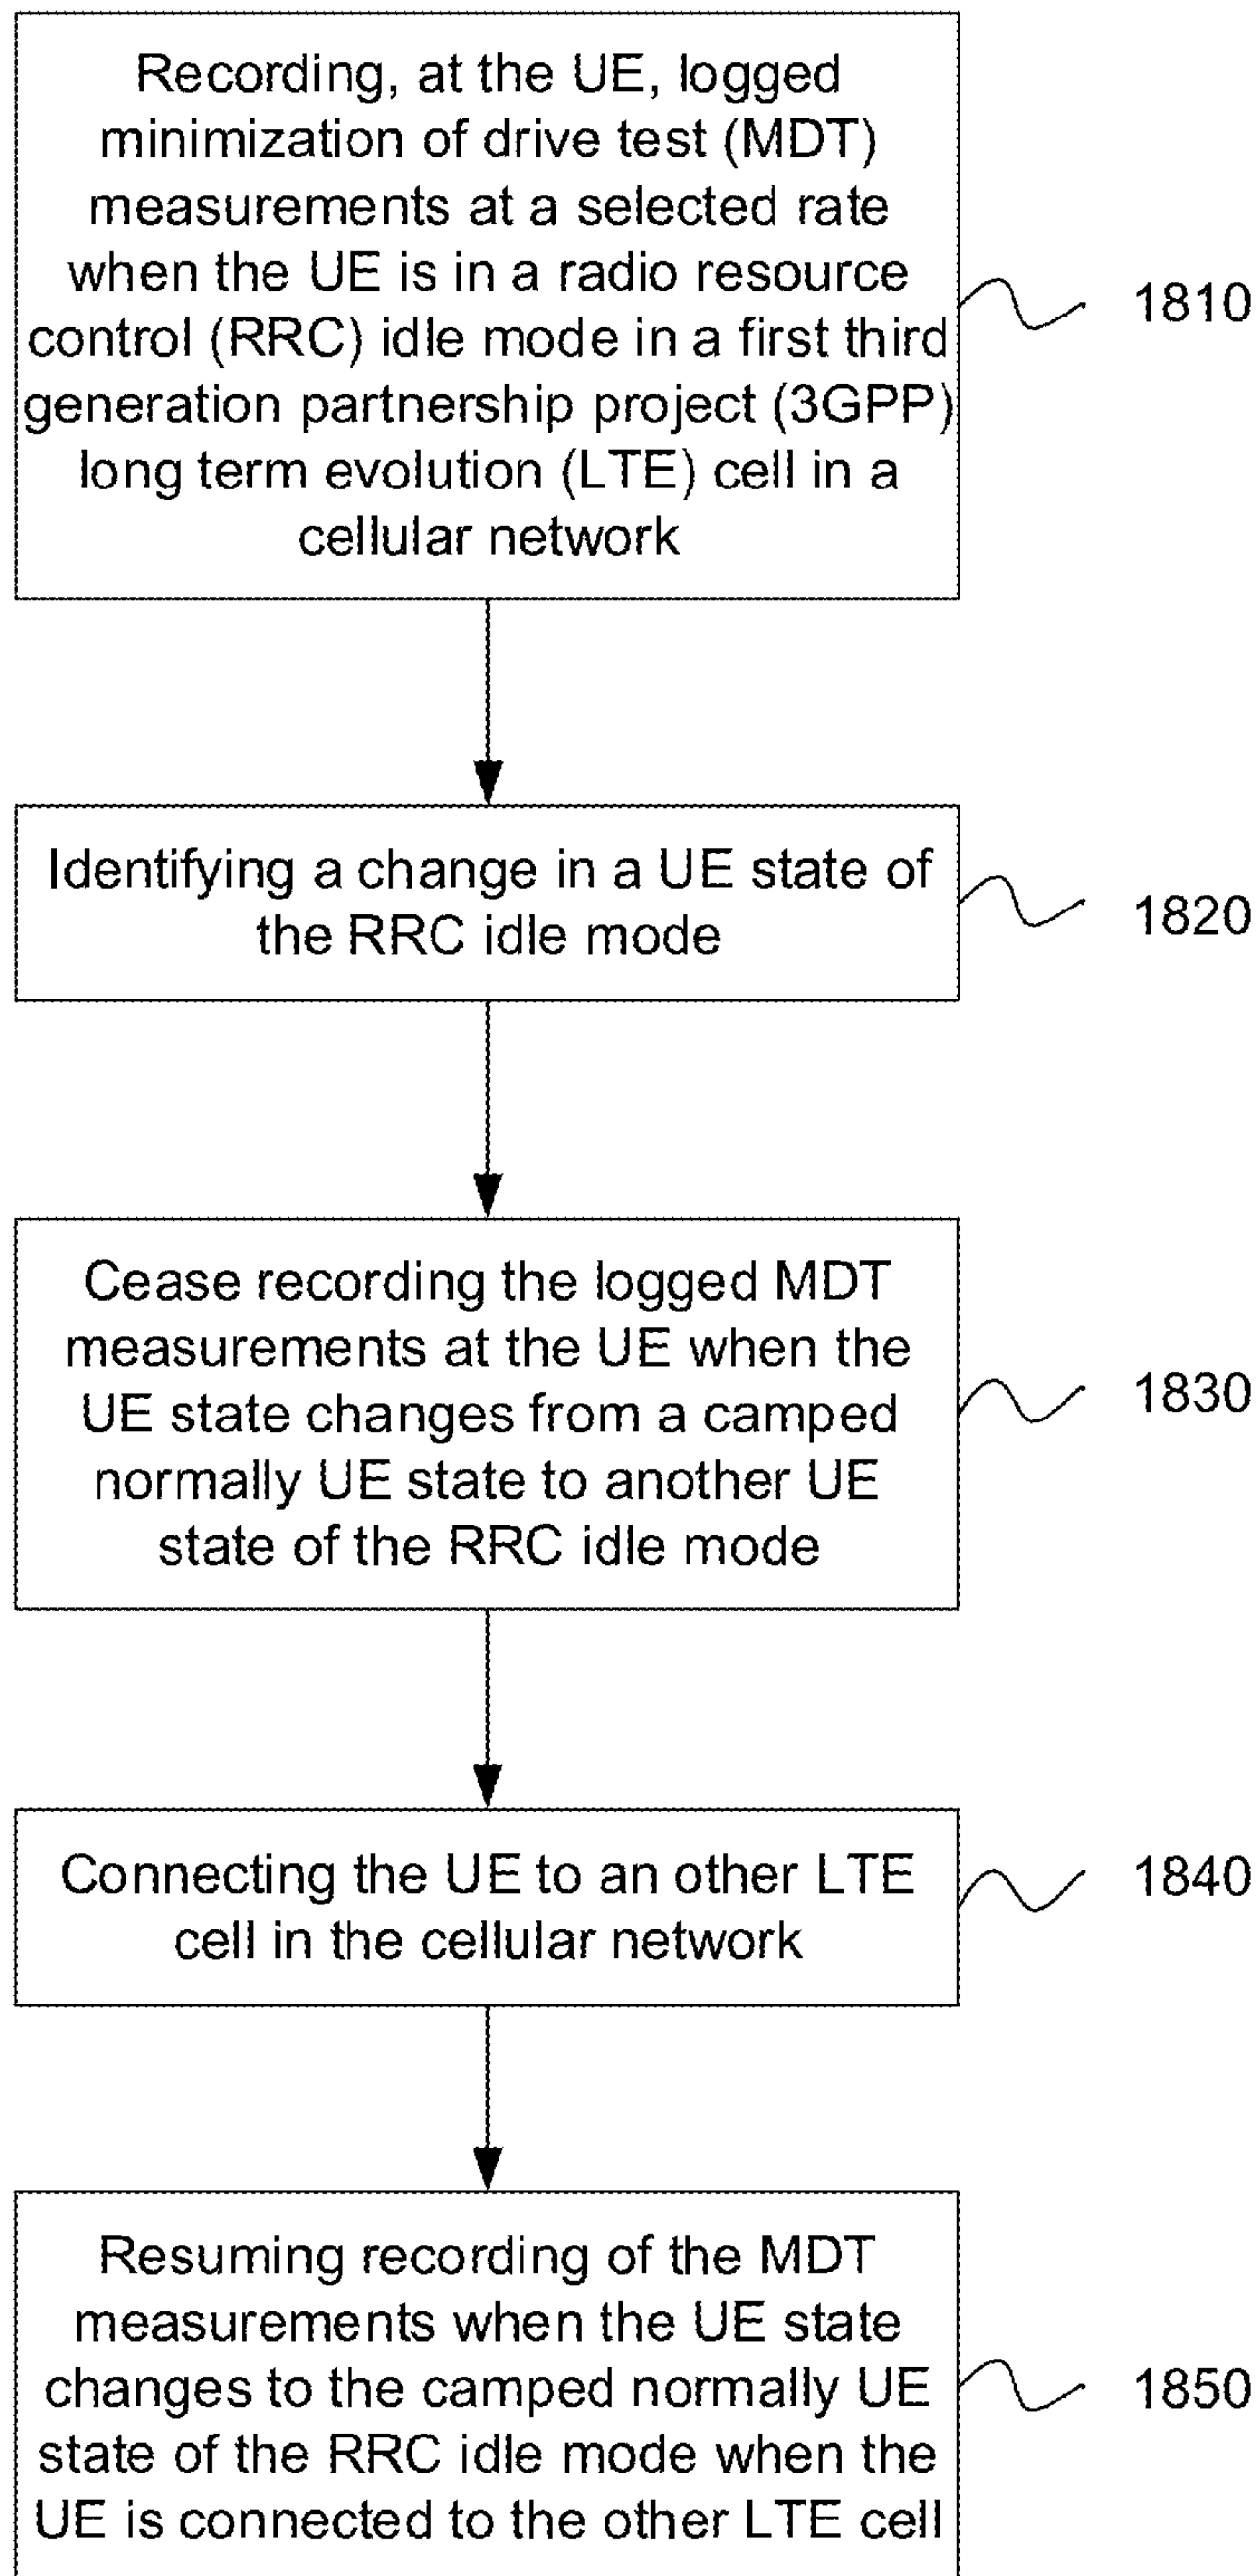 Recording, at the UE, logged
minimization of drive test (MDT)
measurements at a selected rate
when the UE is in a radio resource
control (RRC) idle mode in a first third
generation partnership project (3GPP)
long term evolution (LTE) cell in a
cellular network
1810
Identifying a change in a UE state of
the RRC idle mode
1820
Cease recording the logged MDT
measurements at the UE when the
UE state changes from a camped
normally UE state to another UE
state of the RRC idle mode
1830
Connecting the UE to an other LTE
cell in the cellular network
1840
Resuming recording of the MDT
measurements when the UE state
changes to the camped normally UE
state of the RRC idle mode when the
UE is connected to the other LTE cell
1850